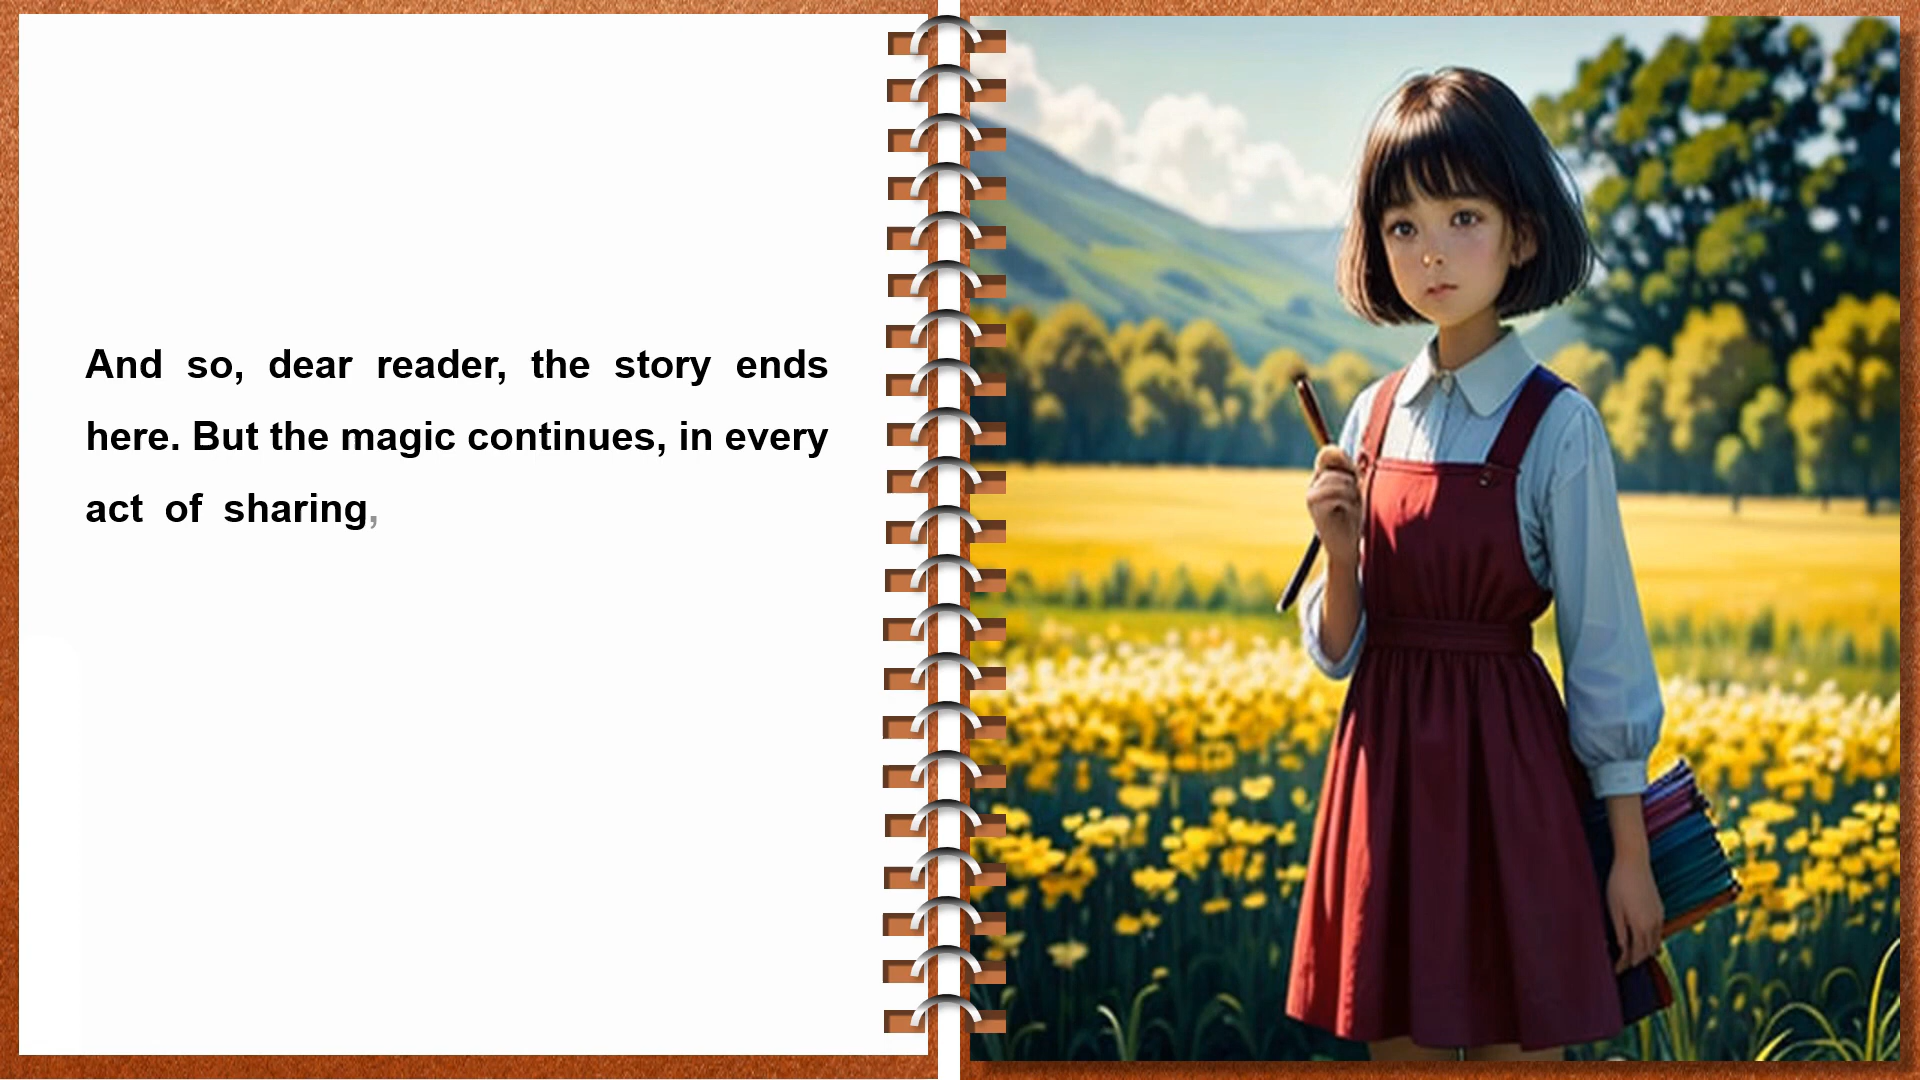 And so, dear reader, the story ends
here. But the magic continues, in every
act of sharing,